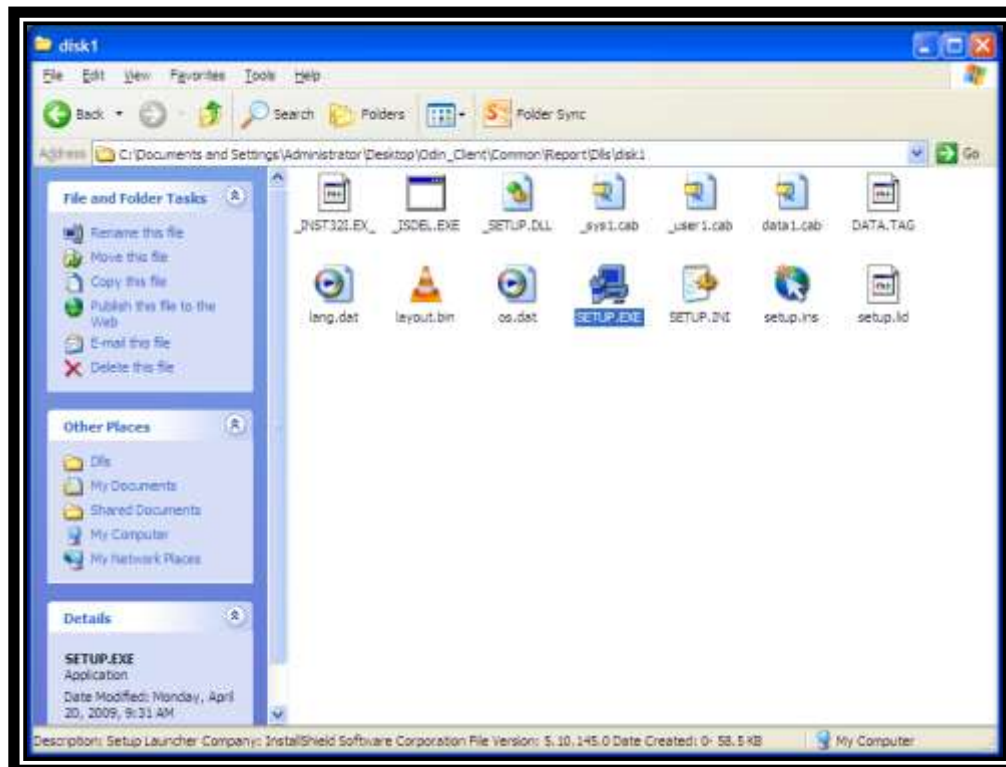 disk1
File Edit View Favorites Tools Help
Back Search Folders Folder Sync
Address C:\Documents and Settings\Administrator\Desktop\Odin_Client\Common\Report\Dlls\disk1 Go
File and Folder Tasks
Rename this file
Move this file
Copy this file
Publish this file to the
Web
E-mail this file
Delete this file
Other Places
Dlls
My Documents
Shared Documents
My Computer
My Network Places
Details
SETUP.EXE
Application
Date Modified: Monday, April
20, 2009, 9:31 AM
_INST32I.EX_ _ISDEL.EXE _SETUP.DLL _sys1.cab _user1.cab data1.cab DATA.TAG
lang.dat layout.bin os.dat SETUP.EXE SETUP.INI setup.ins setup.lid
Description: Setup Launcher Company: InstallShield Software Corporation File Version: 5.10.145.0 Date Created: 0- 58.5 KB My Computer